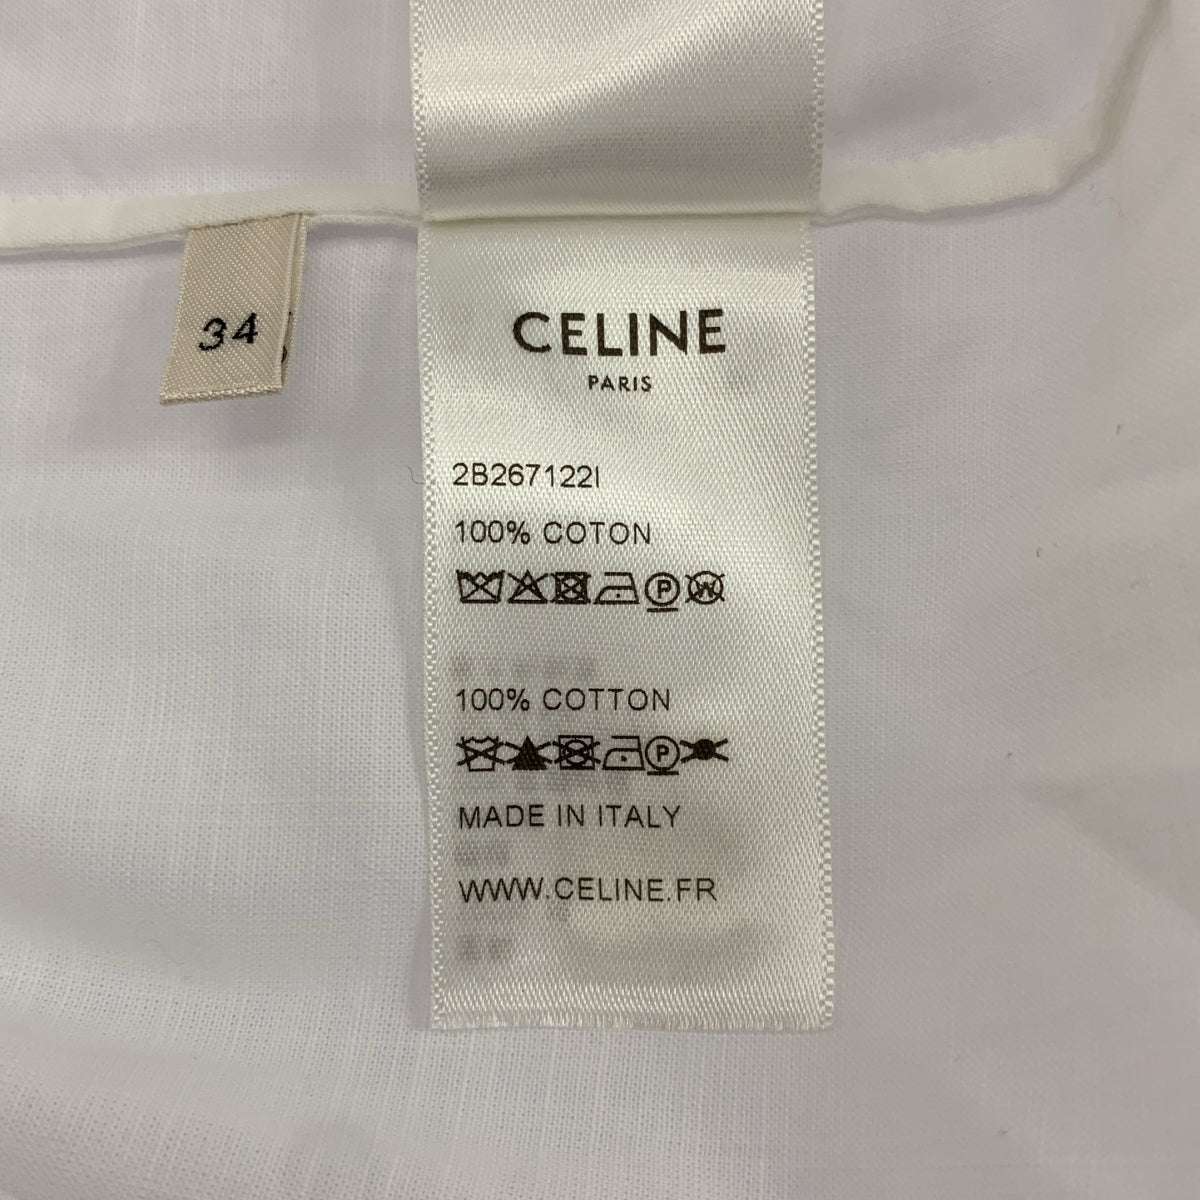 34
CELINE
PARIS
2B267122I
100% COTON
P W
100% COTTON
P
MADE IN ITALY
WWW.CELINE.FR